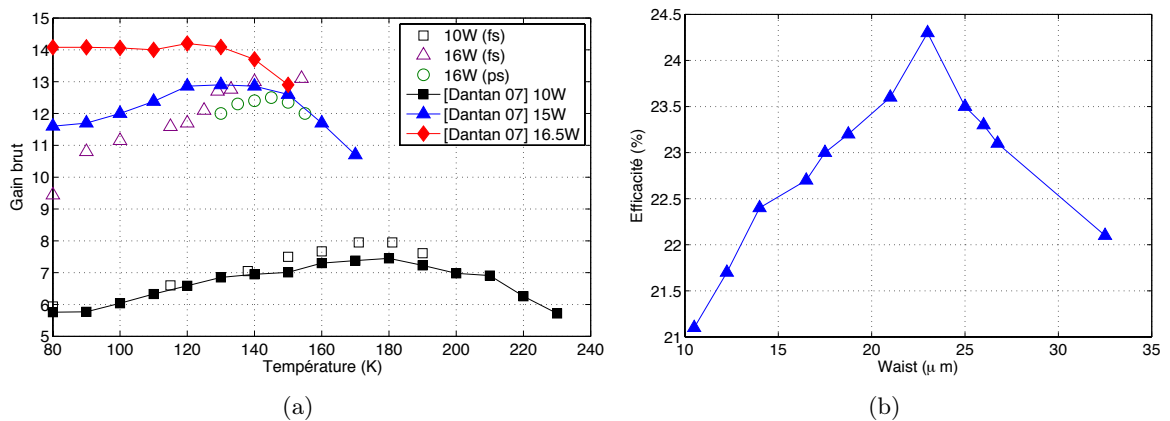 15
14
13
12
11
10
9
8
7
6
5
Gain brut
80
100
120
140
160
180
200
220
240
Température (K)
10W (fs)
16W (fs)
16W (ps)
[Dantan 07] 10W
[Dantan 07] 15W
[Dantan 07] 16.5W
(a)
24.5
24
23.5
23
22.5
22
21.5
21
Efficacité (%)
10
15
20
25
30
35
Waist (μ m)
(b)